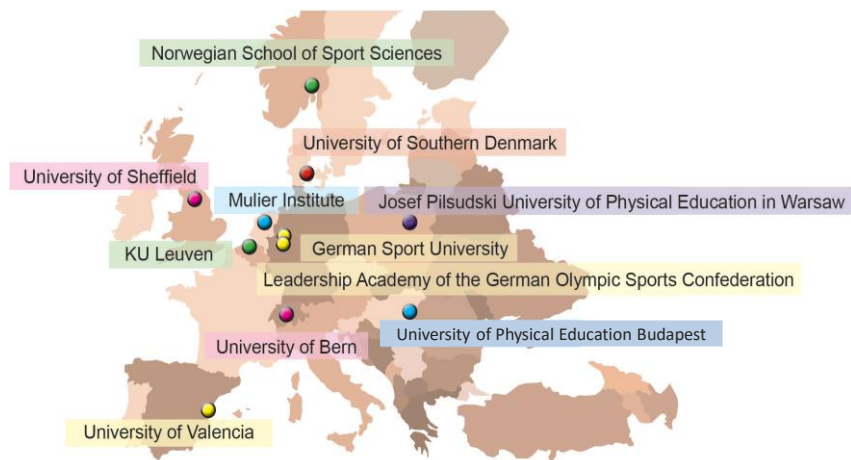 Norwegian School of Sport Sciences
University of Southern Denmark
University of Sheffield
Mulier Institute
Josef Pilsudski University of Physical Education in Warsaw
KU Leuven
German Sport University
Leadership Academy of the German Olympic Sports Confederation
University of Physical Education Budapest
University of Bern
University of Valencia